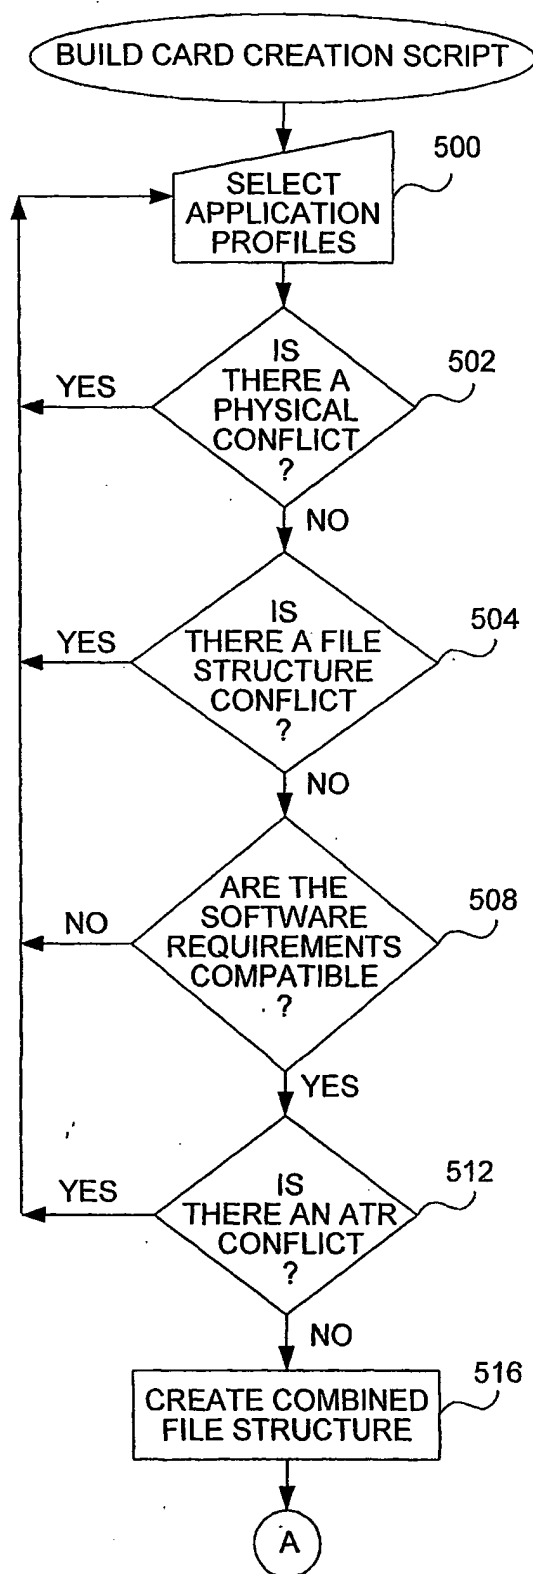 BUILD CARD CREATION SCRIPT
500
SELECT
APPLICATION
PROFILES
IS
THERE A
PHYSICAL
CONFLICT
?
502
YES
NO
IS
THERE A FILE
STRUCTURE
CONFLICT
?
504
YES
NO
ARE THE
SOFTWARE
REQUIREMENTS
COMPATIBLE
?
508
NO
YES
IS
THERE AN ATR
CONFLICT
?
512
YES
NO
516
CREATE COMBINED
FILE STRUCTURE
A